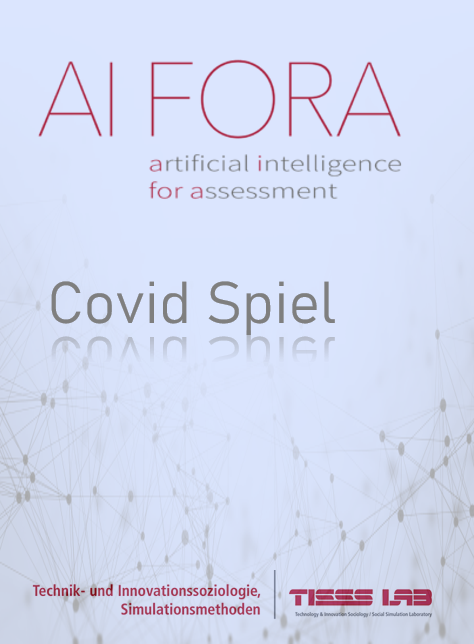 AI FORA
artificial intelligence
for assessment
Covid Spiel
Technik- und Innovationssoziologie,
Simulationsmethoden
TISSS LAB
Technology & Innovation Sociology / Social Simulation Laboratory